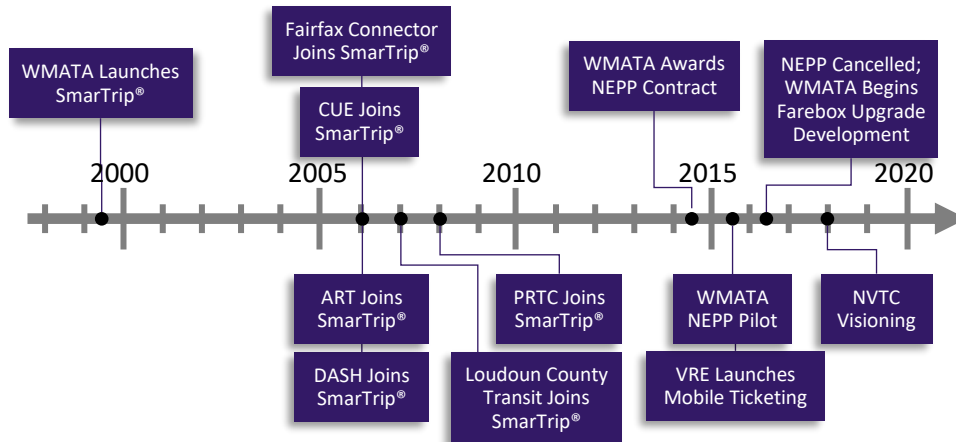 Fairfax Connector
Joins SmarTrip®
WMATA Launches
SmarTrip®
CUE Joins
SmarTrip®
WMATA Awards
NEPP Contract
NEPP Cancelled;
WMATA Begins
Farebox Upgrade
Development
2000
2005
2010
2015
2020
ART Joins
SmarTrip®
DASH Joins
SmarTrip®
Loudoun County
Transit Joins
SmarTrip®
PRTC Joins
SmarTrip®
WMATA
NEPP Pilot
VRE Launches
Mobile Ticketing
NVTC
Visioning